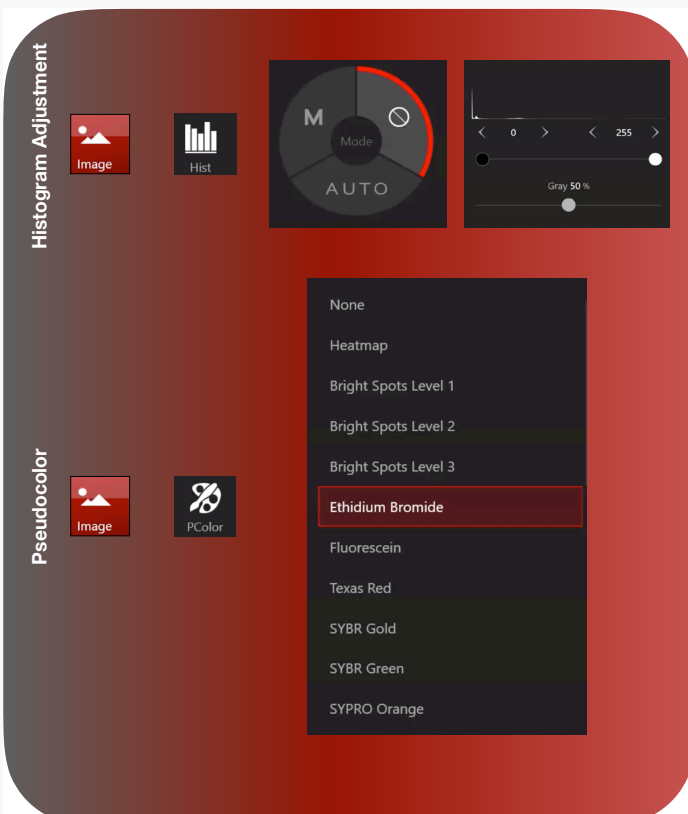 Histogram Adjustment
Image
Hist
M
Mode
AUTO
0
255
Gray 50 %
Pseudocolor
Image
PColor
None
Heatmap
Bright Spots Level 1
Bright Spots Level 2
Bright Spots Level 3
Ethidium Bromide
Fluorescein
Texas Red
SYBR Gold
SYBR Green
SYPRO Orange